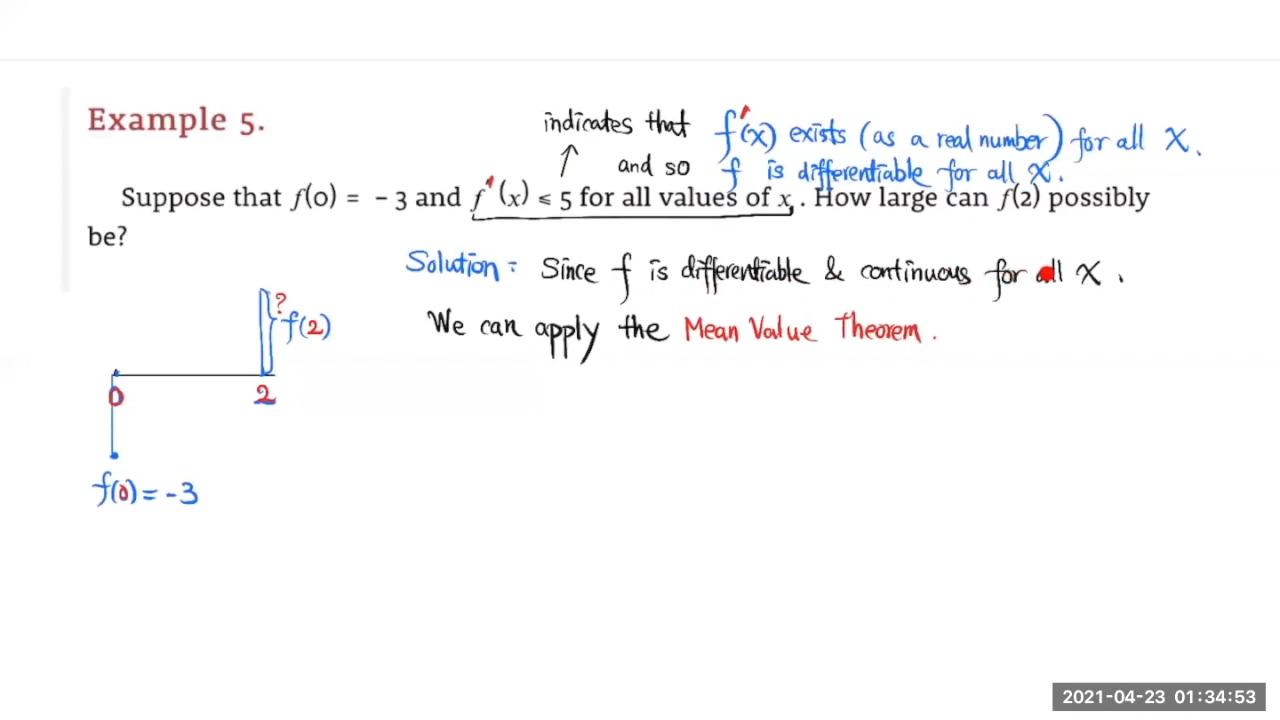 Example 5.
indicates that f'(x) exists (as a real number) for all x.
and so f is differentiable for all x.
Suppose that f(0) = - 3 and f'(x) ⩽ 5 for all values of x . How large can f(2) possibly
be?
Solution: Since f is differentiable & continuous for all x.
We can apply the Mean Value Theorem.
? f(2)
0 2
f(0) = -3
2021-04-23 01:34:53